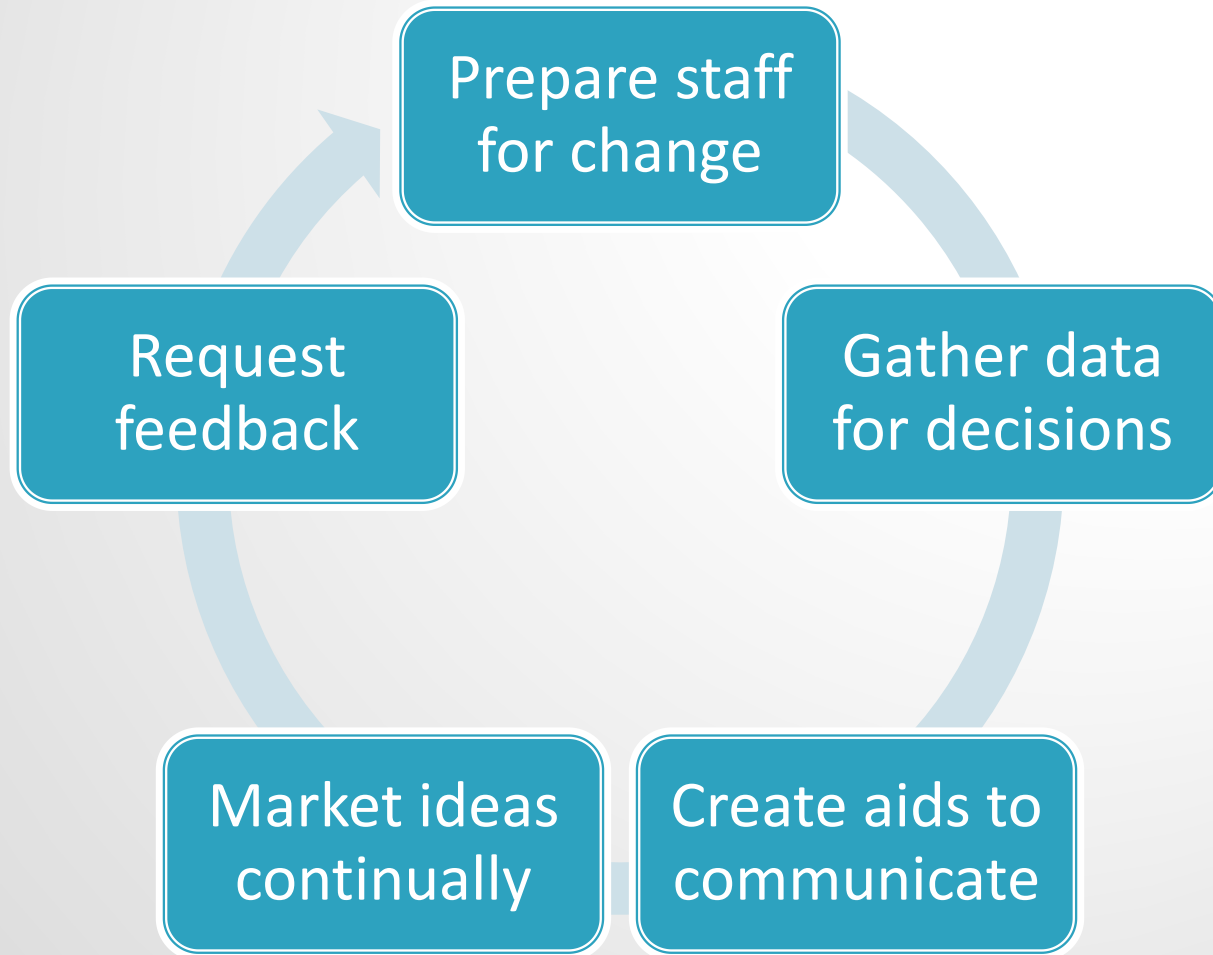 Prepare staff
for change
Gather data
for decisions
Create aids to
communicate
Market ideas
continually
Request
feedback